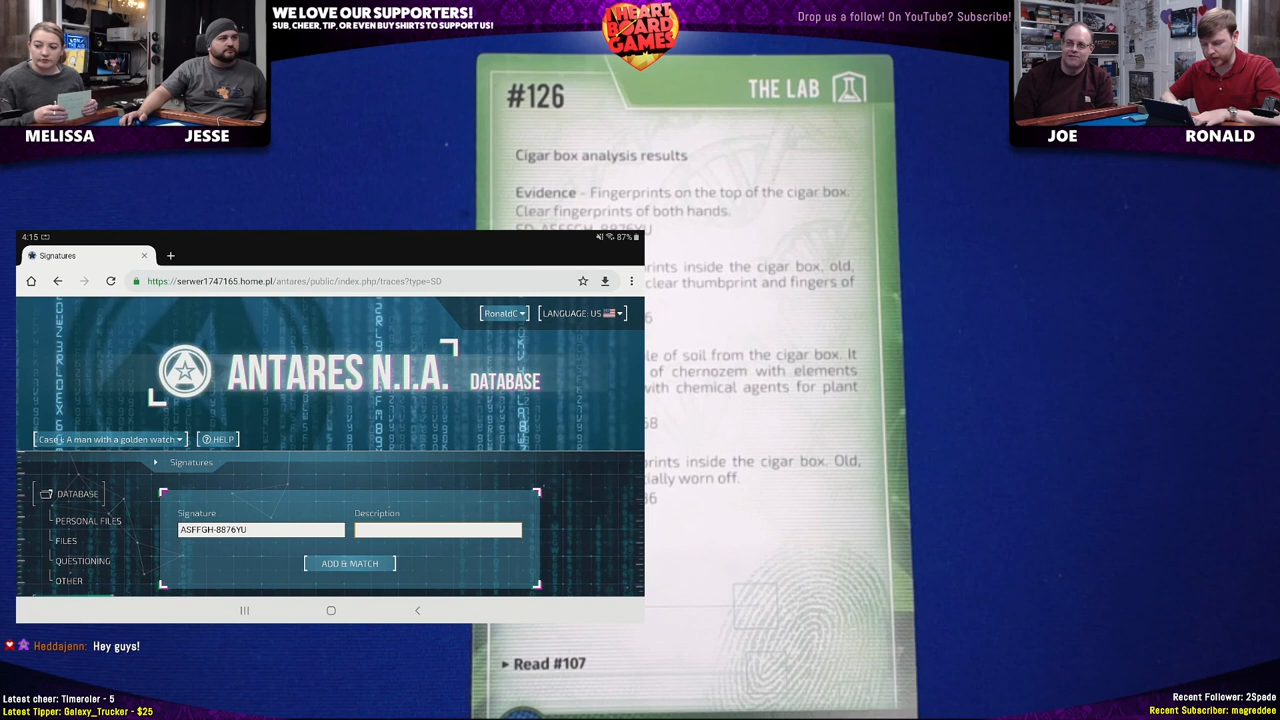 WE LOVE OUR SUPPORTERS!
SUB, CHEER, TIP, OR EVEN BUY SHIRTS TO SUPPORT US!
I HEART
BOARD
GAMES
Drop us a follow! On YouTube? Subscribe!
MELISSA
JESSE
JOE
RONALD
#126
THE LAB
Cigar box analysis results
Evidence - Fingerprints on the top of the cigar box.
Clear fingerprints of both hands.
SD-ASFFGH-8876YU
rints inside the cigar box, old,
clear thumbprint and fingers of
6
le of soil from the cigar box. It
of chernozem with elements
with chemical agents for plant
58
rints inside the cigar box. Old,
ially worn off.
36
▸ Read #107
4:15
87%
Signatures
https://serwer1747165.home.pl/antares/public/index.php/traces?type=SD
RonaldC
LANGUAGE: US
ANTARES N.I.A. DATABASE
Case: A man with a golden watch
HELP
Signatures
DATABASE
PERSONAL FILES
FILES
QUESTIONING
OTHER
Signature
Description
ASFFGH-8876YU
ADD & MATCH
Heddajenn: Hey guys!
Latest cheer: Timeroler - 5
Latest Tipper: Galaxy_Trucker - $25
Recent Follower: 2Spade
Recent Subscriber: magreddee